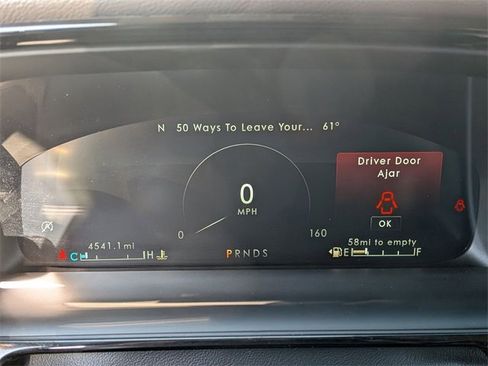 N 50 Ways To Leave Your... 61°
Driver Door
Ajar
OK
0
MPH
0 160
4541.1mi
C H
PRNDS
58mi to empty
E F